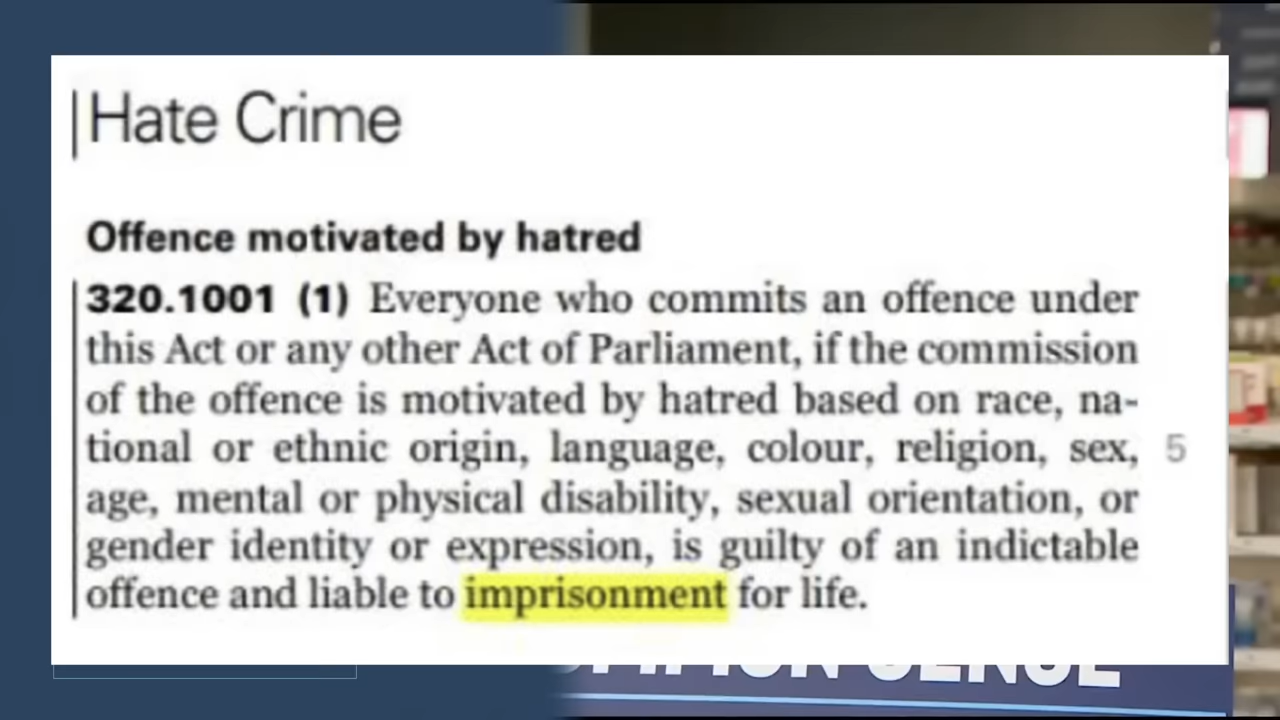 Hate Crime
Offence motivated by hatred
320.1001 (1) Everyone who commits an offence under
this Act or any other Act of Parliament, if the commission
of the offence is motivated by hatred based on race, na-
tional or ethnic origin, language, colour, religion, sex, 5
age, mental or physical disability, sexual orientation, or
gender identity or expression, is guilty of an indictable
offence and liable to imprisonment for life.